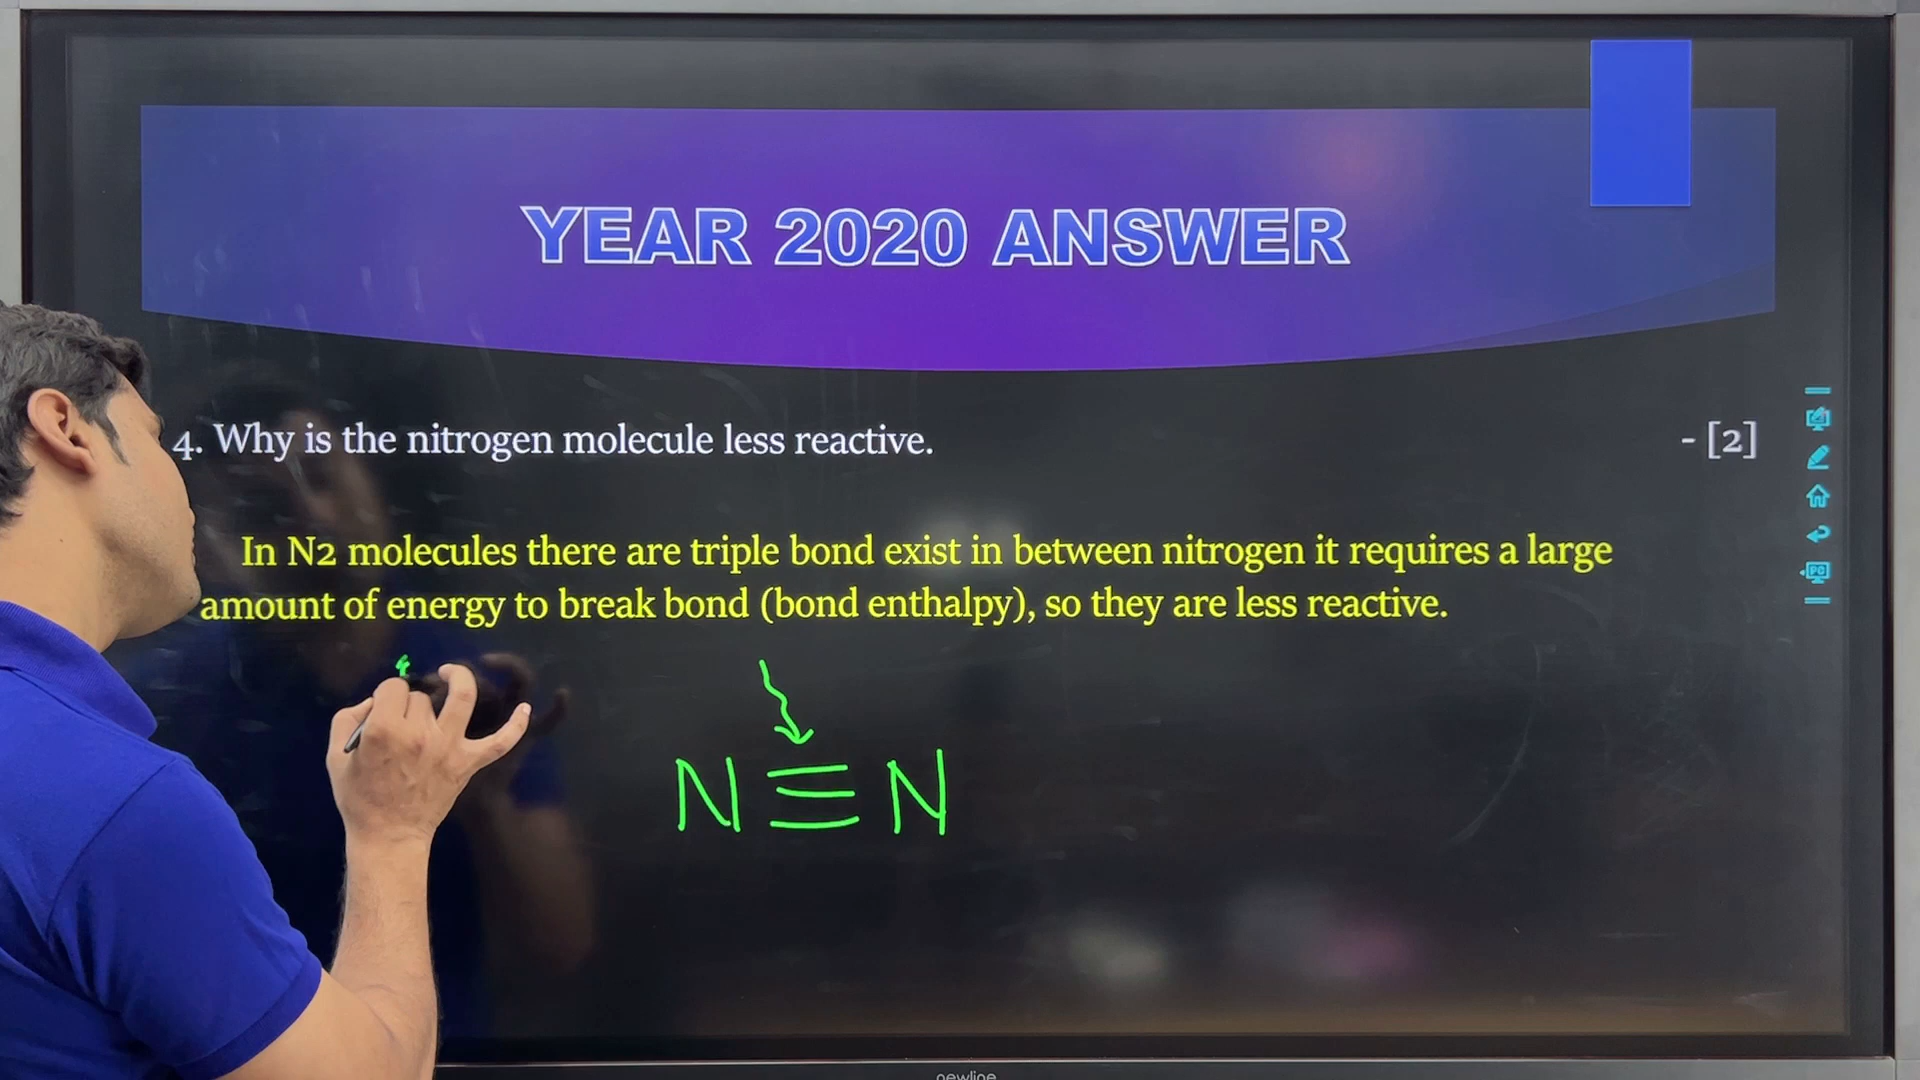 YEAR 2020 ANSWER
4. Why is the nitrogen molecule less reactive. - [2]
In N2 molecules there are triple bond exist in between nitrogen it requires a large
amount of energy to break bond (bond enthalpy), so they are less reactive.
N ≡ N
PC
newline